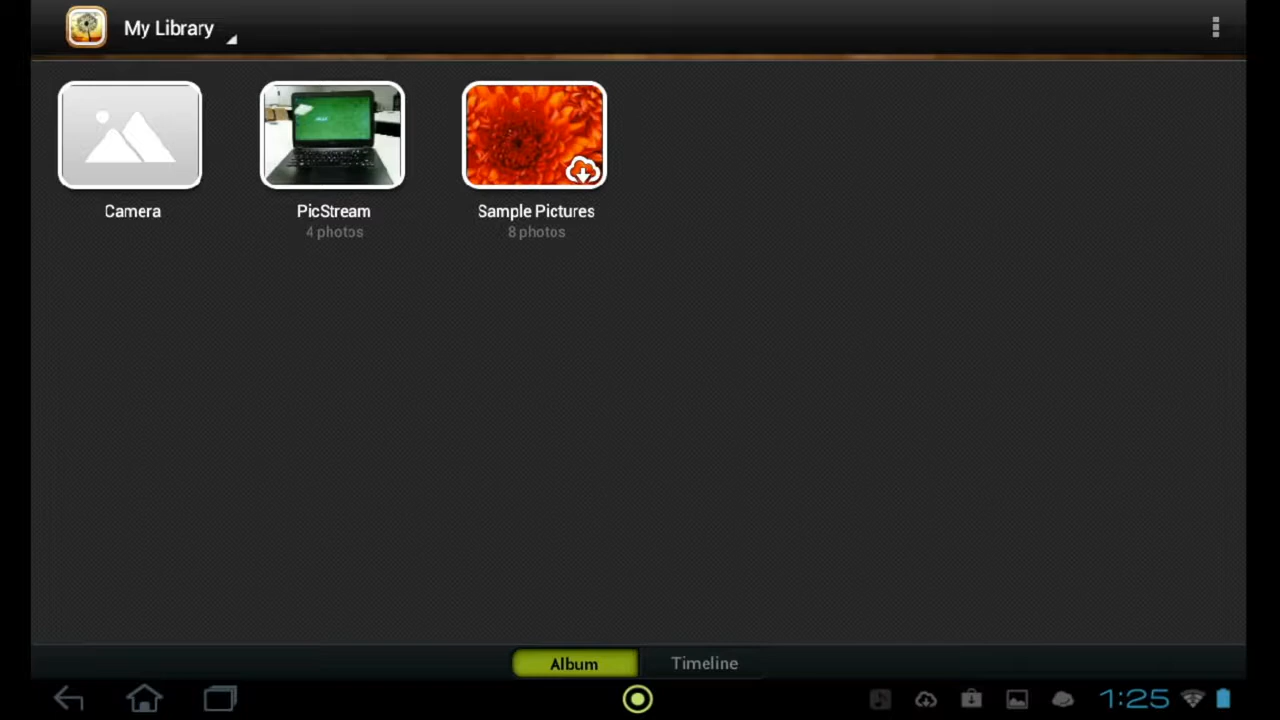 My Library
Camera
PicStream
4 photos
Sample Pictures
8 photos
Album
Timeline
1:25